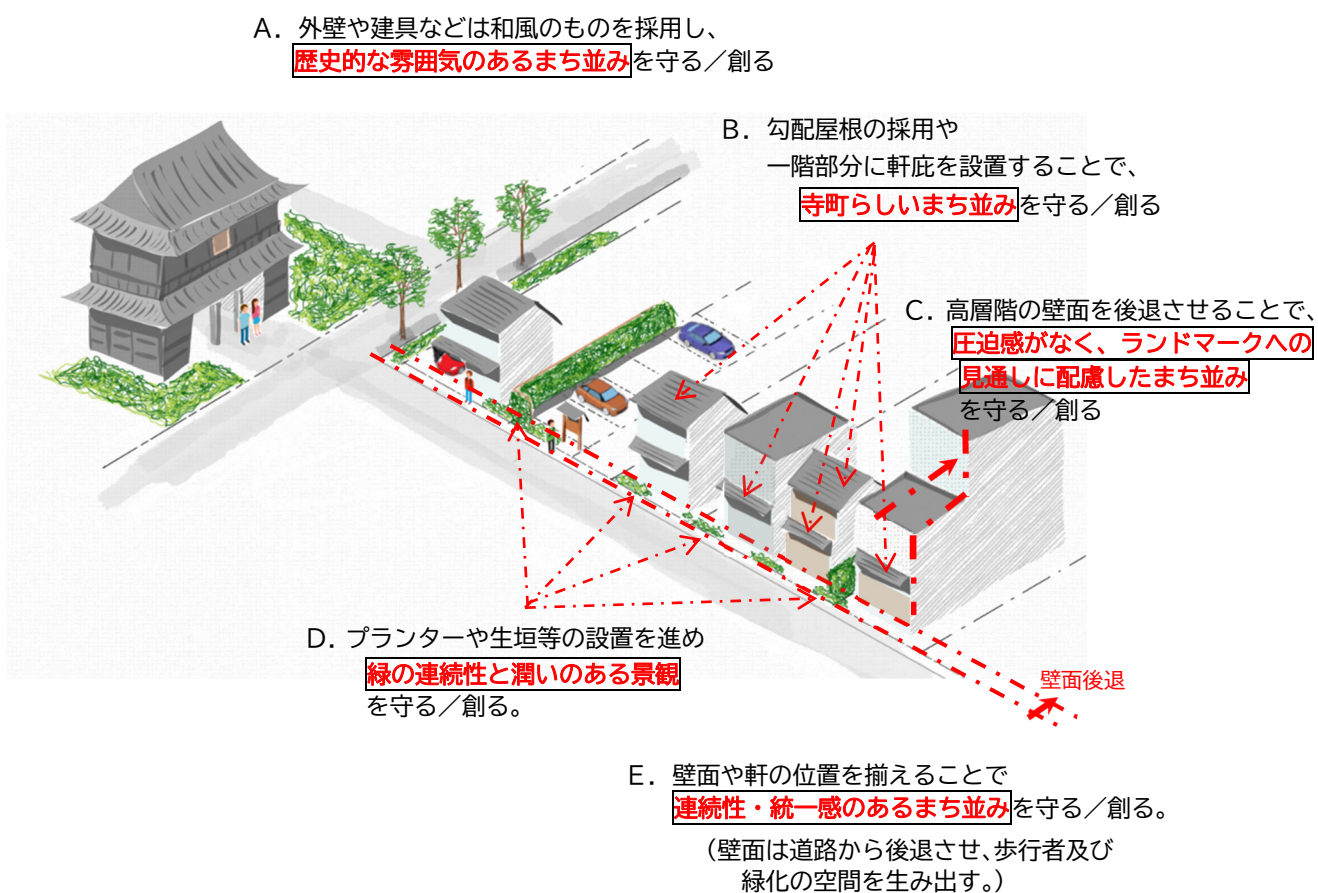 A．外壁や建具などは和風のものを採用し、
歴史的な雰囲気のあるまち並みを守る／創る
B．勾配屋根の採用や
一階部分に軒庇を設置することで、
寺町らしいまち並みを守る／創る
C．高層階の壁面を後退させることで、
圧迫感がなく、ランドマークへの
見通しに配慮したまち並み
を守る／創る
D．プランターや生垣等の設置を進め
緑の連続性と潤いのある景観
を守る／創る。
壁面後退
E．壁面や軒の位置を揃えることで
連続性・統一感のあるまち並みを守る／創る。
（壁面は道路から後退させ、歩行者及び
緑化の空間を生み出す。）